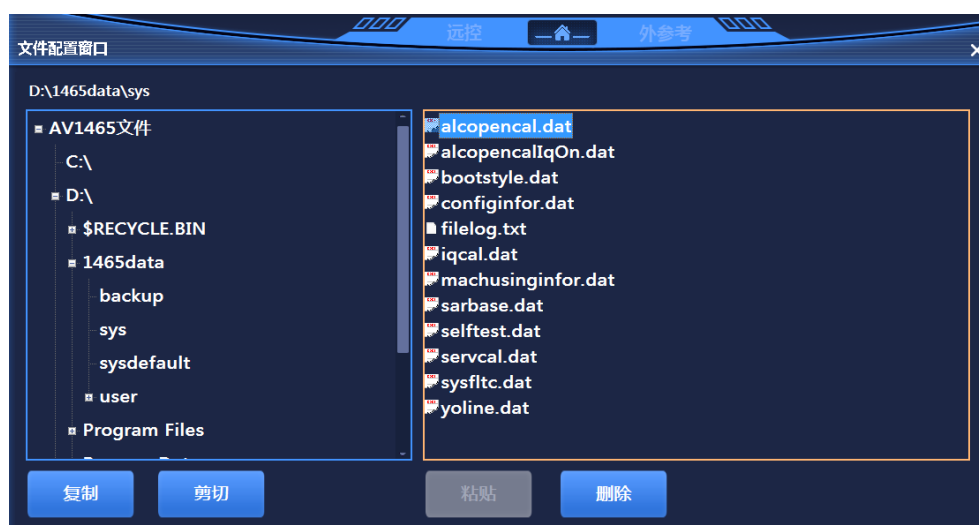 远控
外参考
文件配置窗口
D:\1465data\sys
AV1465文件
C:\
D:\
$RECYCLE.BIN
1465data
backup
sys
sysdefault
user
Program Files
alcopencal.dat
alcopencalIqOn.dat
bootstyle.dat
configinfor.dat
filelog.txt
iqcal.dat
machusinginfor.dat
sarbase.dat
selftest.dat
servcal.dat
sysfltc.dat
yoline.dat
复制
剪切
粘贴
删除